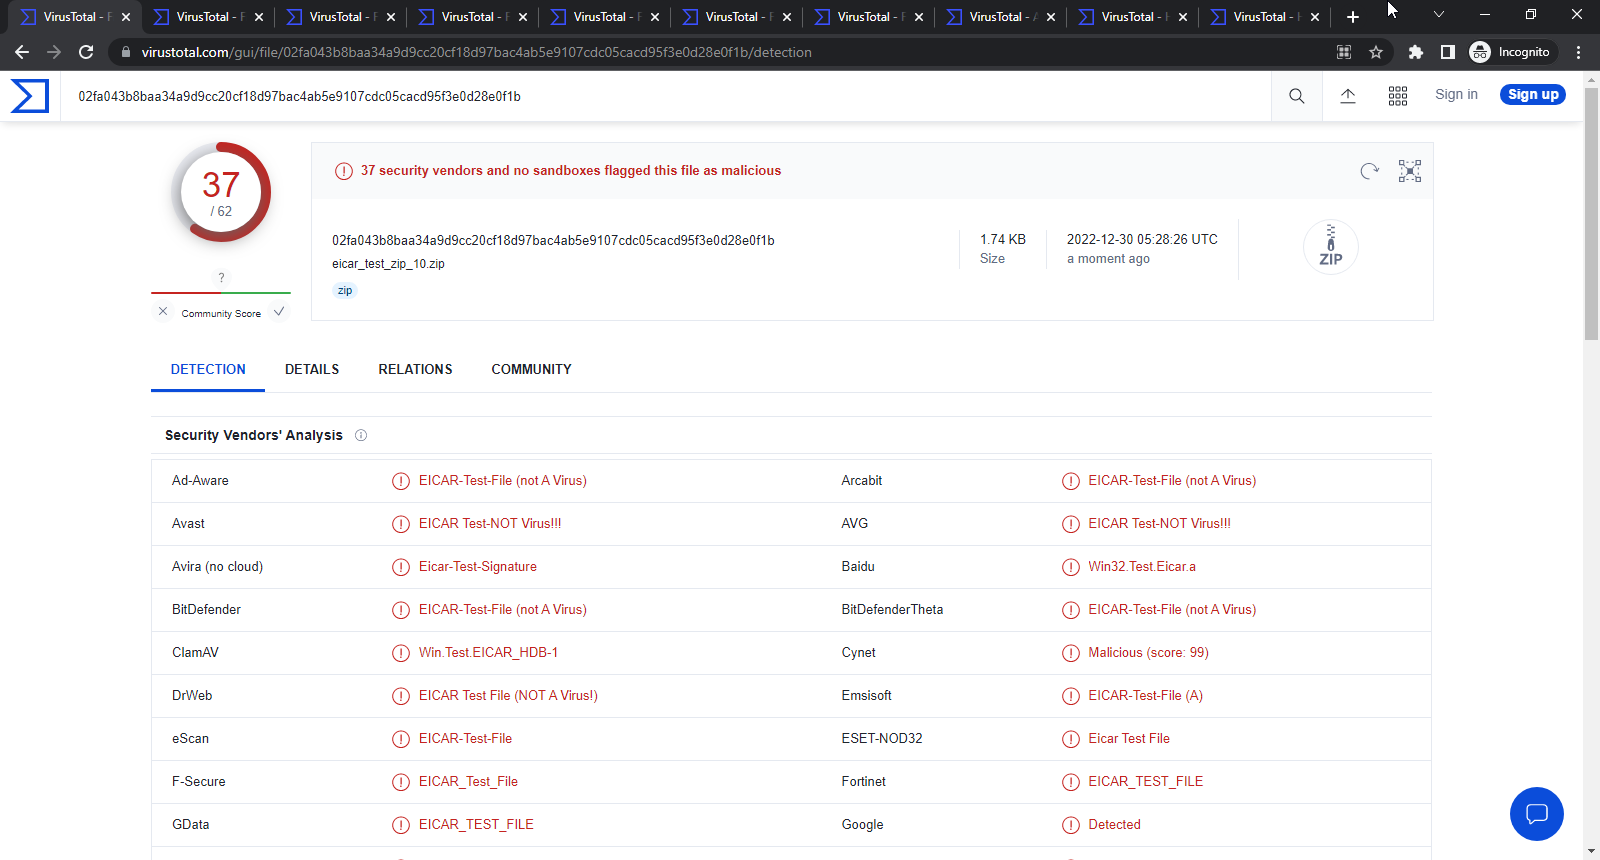 VirusTotal - F VirusTotal - F VirusTotal - F VirusTotal - F VirusTotal - F VirusTotal - F VirusTotal - F VirusTotal - VirusTotal - VirusTotal -
virustotal.com/gui/file/02fa043b8baa34a9d9cc20cf18d97bac4ab5e9107cdc05cacd95f3e0d28e0f1b/detection Incognito
02fa043b8baa34a9d9cc20cf18d97bac4ab5e9107cdc05cacd95f3e0d28e0f1b Sign in Sign up
37
/ 62
?
Community Score
37 security vendors and no sandboxes flagged this file as malicious
02fa043b8baa34a9d9cc20cf18d97bac4ab5e9107cdc05cacd95f3e0d28e0f1b
eicar_test_zip_10.zip
zip
1.74 KB
Size
2022-12-30 05:28:26 UTC
a moment ago
ZIP
DETECTION DETAILS RELATIONS COMMUNITY
Security Vendors' Analysis
Ad-Aware EICAR-Test-File (not A Virus) Arcabit EICAR-Test-File (not A Virus)
Avast EICAR Test-NOT Virus!!! AVG EICAR Test-NOT Virus!!!
Avira (no cloud) Eicar-Test-Signature Baidu Win32.Test.Eicar.a
BitDefender EICAR-Test-File (not A Virus) BitDefenderTheta EICAR-Test-File (not A Virus)
ClamAV Win.Test.EICAR_HDB-1 Cynet Malicious (score: 99)
DrWeb EICAR Test File (NOT A Virus!) Emsisoft EICAR-Test-File (A)
eScan EICAR-Test-File ESET-NOD32 Eicar Test File
F-Secure EICAR_Test_File Fortinet EICAR_TEST_FILE
GData EICAR_TEST_FILE Google Detected